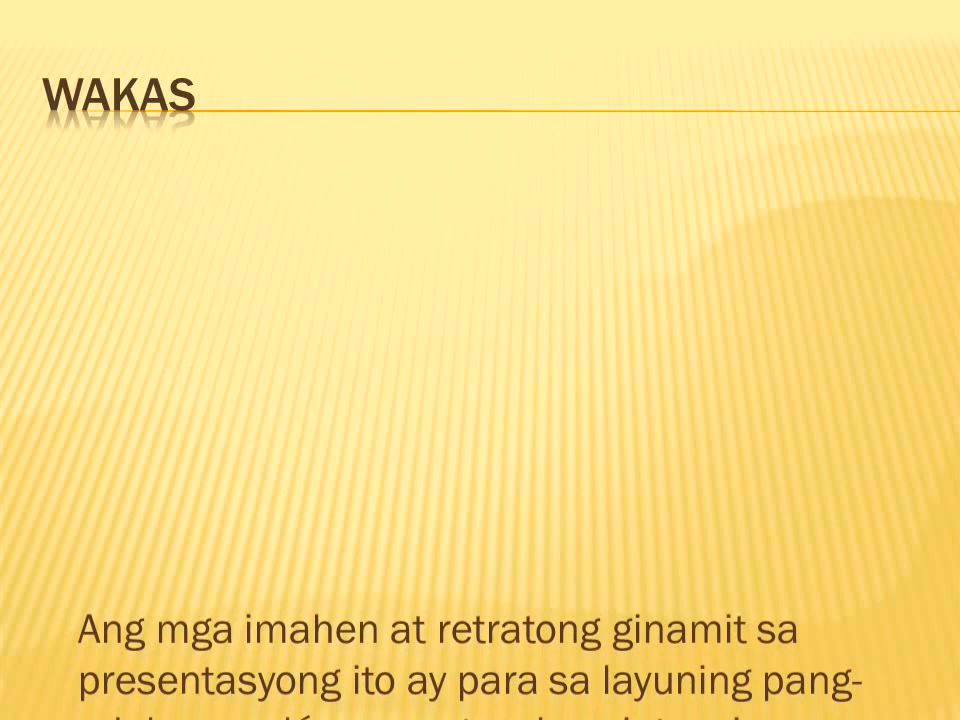 WAKAS
Ang mga imahen at retratong ginamit sa
presentasyong ito ay para sa layuning pang-